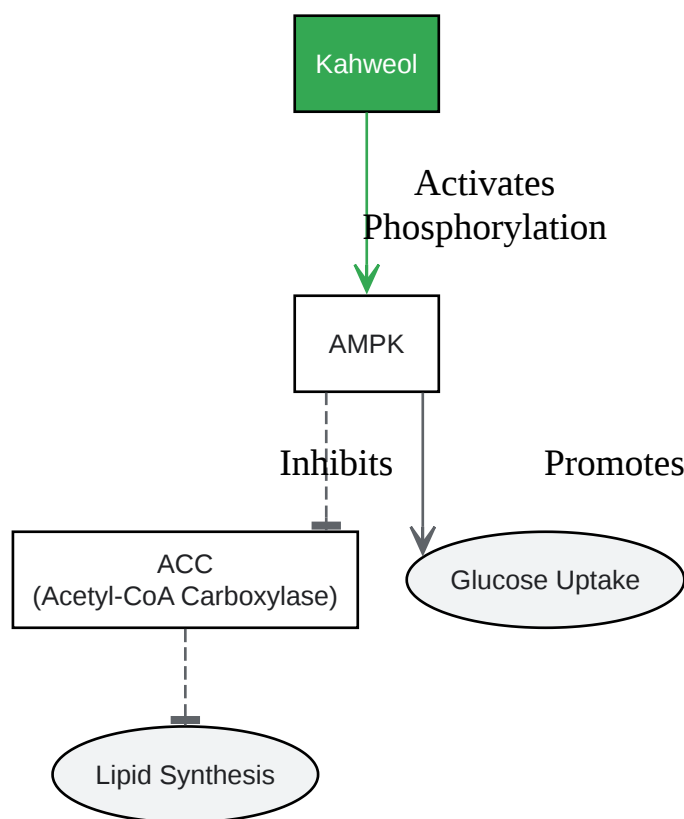 Kahweol
Activates
Phosphorylation
AMPK
Inhibits
Promotes
ACC
(Acetyl-CoA Carboxylase)
Glucose Uptake
Lipid Synthesis